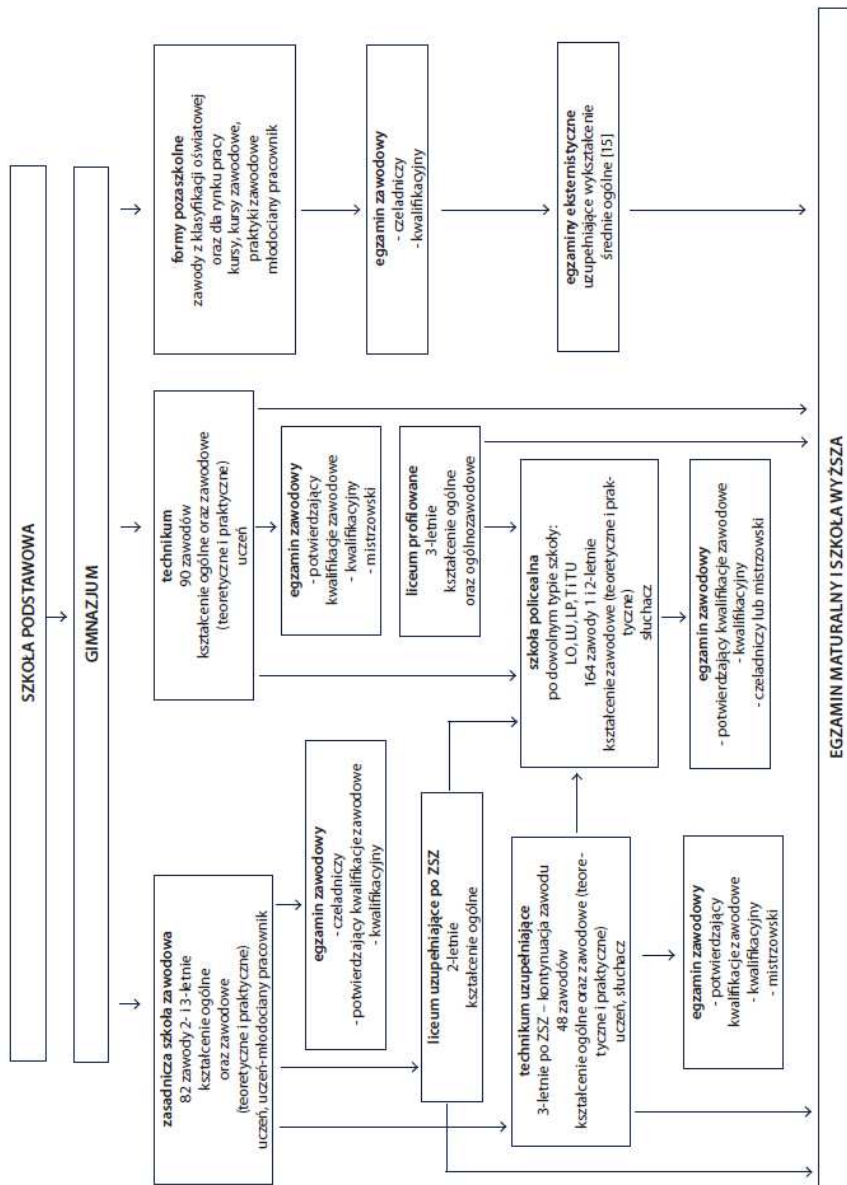 SZKOŁA PODSTAWOWA
GIMNAZJUM
zasadnicza szkoła zawodowa
82 zawody 2- i 3-letnie
kształcenie ogólne
oraz zawodowe
(teoretyczne i praktyczne)
uczeń, uczeń-młodociany pracownik
technikum
90 zawodów
kształcenie ogólne oraz zawodowe
(teoretyczne i praktyczne)
uczeń
formy pozaszkolne
zawody z klasyfikacji oświatowej
oraz dla rynku pracy
kursy, kursy zawodowe,
praktyki zawodowe
młodociany pracownik
egzamin zawodowy
- czeladniczy
- potwierdzający kwalifikacje zawodowe
- kwalifikacyjny
egzamin zawodowy
- potwierdzający
kwalifikacje zawodowe
- kwalifikacyjny
- mistrzowski
egzamin zawodowy
- czeladniczy
- kwalifikacyjny
liceum uzupełniające po ZSZ
2-letnie
kształcenie ogólne
liceum profilowane
3-letnie
kształcenie ogólne
oraz ogólnozawodowe
technikum uzupełniające
3-letnie po ZSZ – kontynuacja zawodu
48 zawodów
kształcenie ogólne oraz zawodowe (teore-
tyczne i praktyczne)
uczeń, słuchacz
szkoła policealna
po dowolnym typie szkoły:
LO, LU, LP, T i TU
164 zawody 1 i 2-letnie
kształcenie zawodowe (teoretyczne i prak-
tyczne)
słuchacz
egzaminy eksternistyczne
uzupełniające wykształcenie
średnie ogólne [15]
egzamin zawodowy
- potwierdzający
kwalifikacje zawodowe
- kwalifikacyjny
- mistrzowski
egzamin zawodowy
- potwierdzający kwalifikacje zawodowe
- kwalifikacyjny
- czeladniczy lub mistrzowski
EGZAMIN MATURALNY I SZKOŁA WYŻSZA